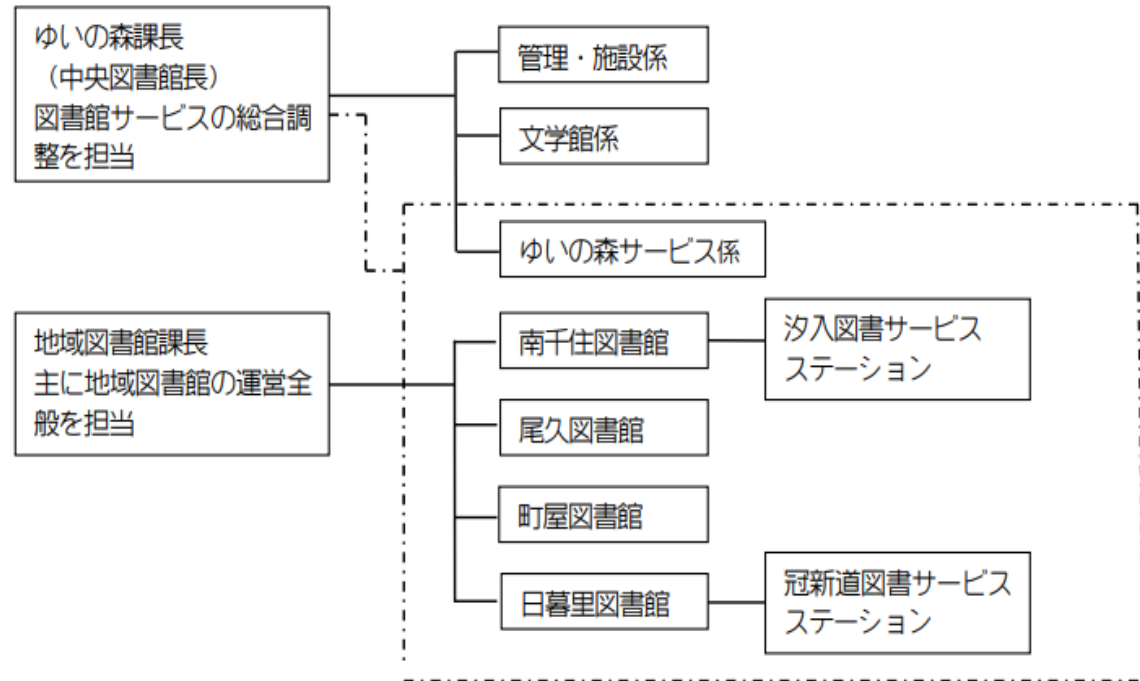 ゆいの森課長
（中央図書館長）
図書館サービスの総合調
整を担当
管理・施設係
文学館係
ゆいの森サービス係
地域図書館課長
主に地域図書館の運営全
般を担当
南千住図書館
汐入図書サービス
ステーション
尾久図書館
町屋図書館
日暮里図書館
冠新道図書サービス
ステーション